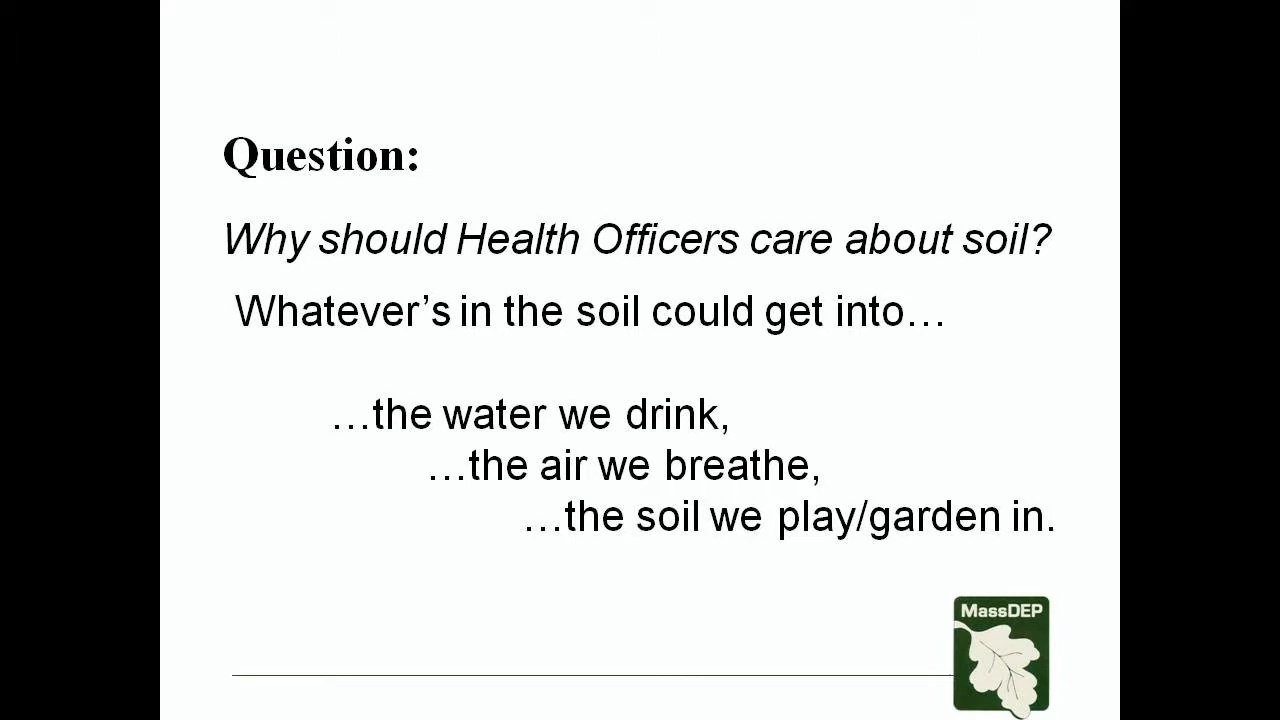 Question:
Why should Health Officers care about soil?
Whatever’s in the soil could get into…
…the water we drink,
…the air we breathe,
…the soil we play/garden in.
MassDEP